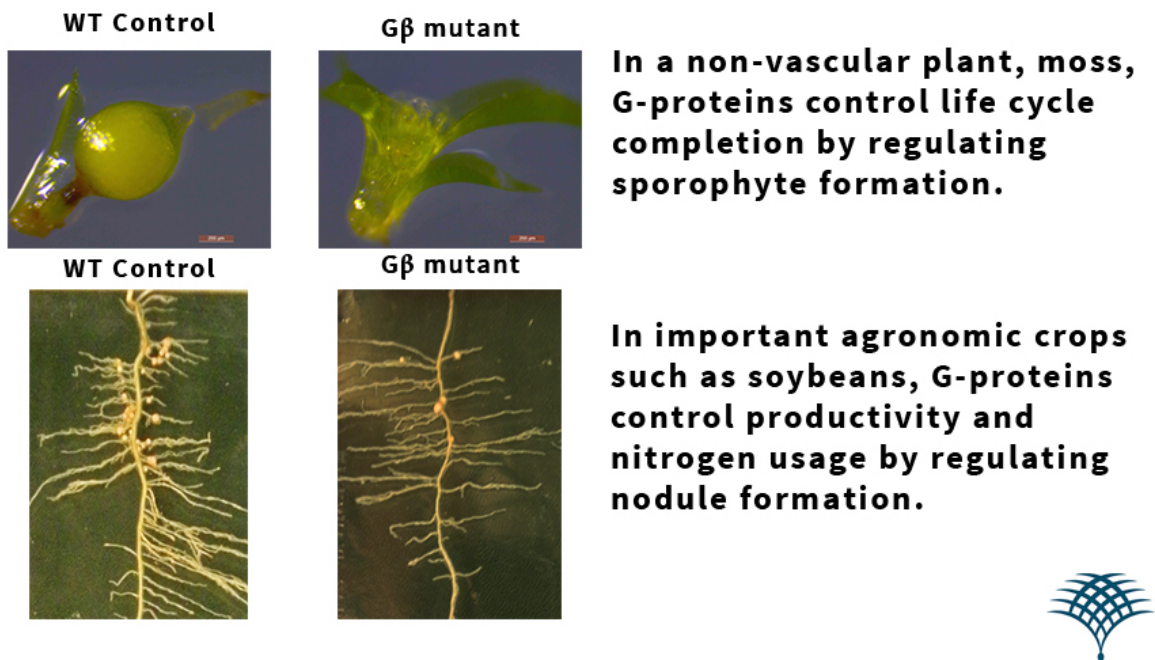 WT Control
Gβ mutant
In a non-vascular plant, moss,
G-proteins control life cycle
completion by regulating
sporophyte formation.
WT Control
Gβ mutant
In important agronomic crops
such as soybeans, G-proteins
control productivity and
nitrogen usage by regulating
nodule formation.